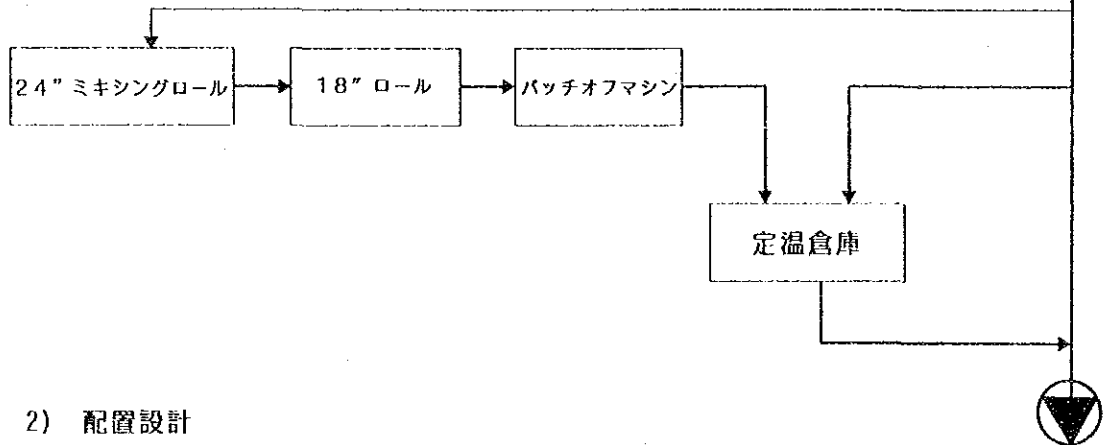 24"ミキシングロール
18"ロール
バッチオフマシン
定温倉庫
2) 配置設計